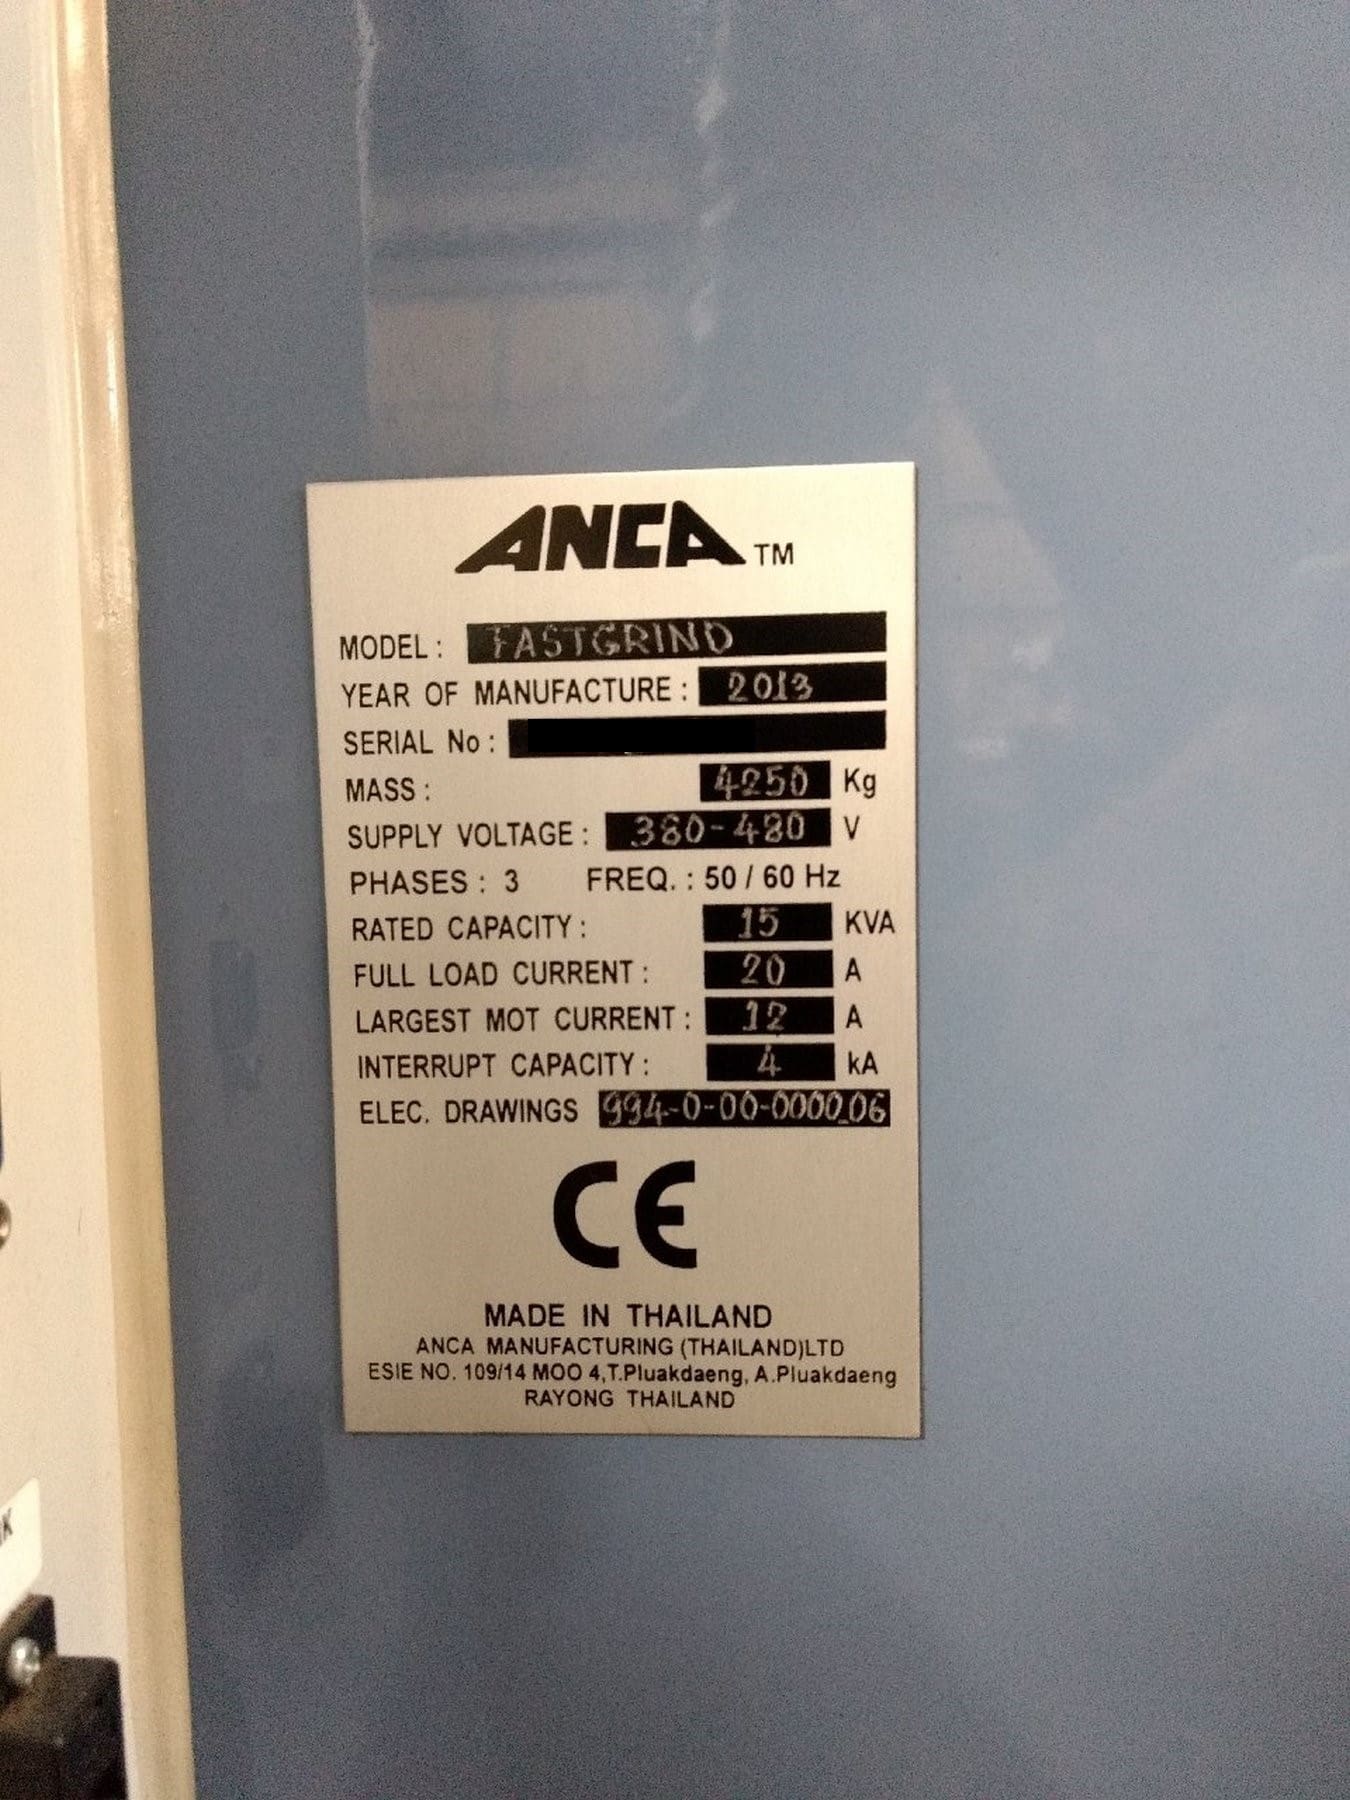 ANCA TM
MODEL : FASTGRIND
YEAR OF MANUFACTURE : 2013
SERIAL No :
MASS : 4250 Kg
SUPPLY VOLTAGE : 380-480 V
PHASES : 3 FREQ. : 50 / 60 Hz
RATED CAPACITY : 15 KVA
FULL LOAD CURRENT : 20 A
LARGEST MOT CURRENT : 12 A
INTERRUPT CAPACITY : 4 kA
ELEC. DRAWINGS 994-0-00-0000_06
CE
MADE IN THAILAND
ANCA MANUFACTURING (THAILAND)LTD
ESIE NO. 109/14 MOO 4,T.Pluakdaeng, A.Pluakdaeng
RAYONG THAILAND